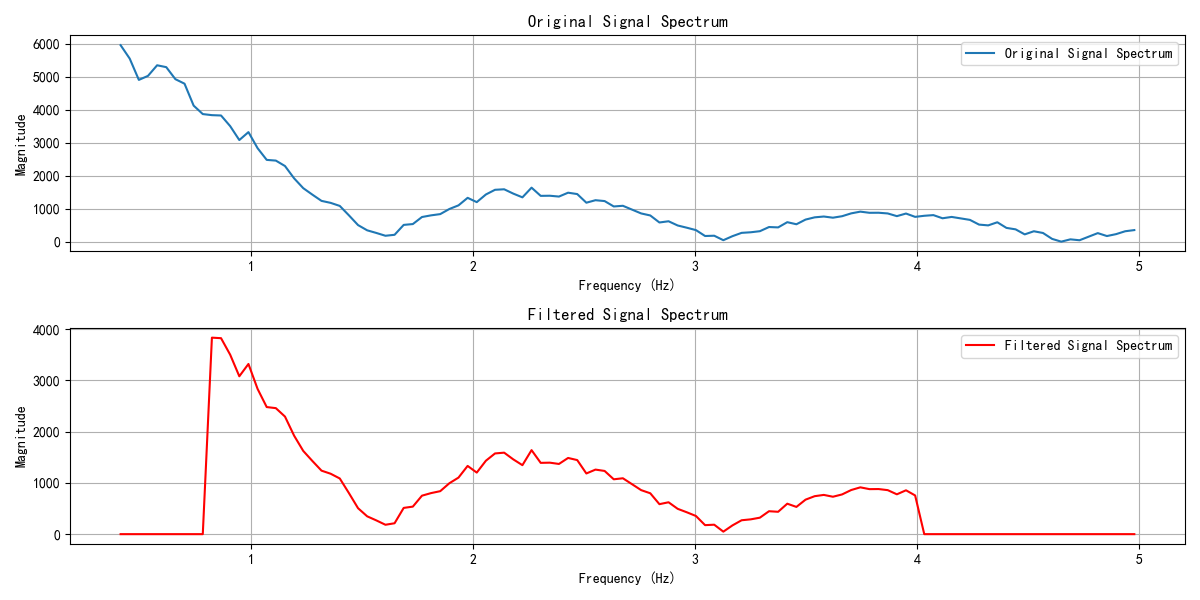 Original Signal Spectrum
6000
5000
4000
3000
2000
1000
0
Magnitude
Original Signal Spectrum
1 2 3 4 5
Frequency (Hz)
Filtered Signal Spectrum
4000
3000
2000
1000
0
Magnitude
Filtered Signal Spectrum
1 2 3 4 5
Frequency (Hz)